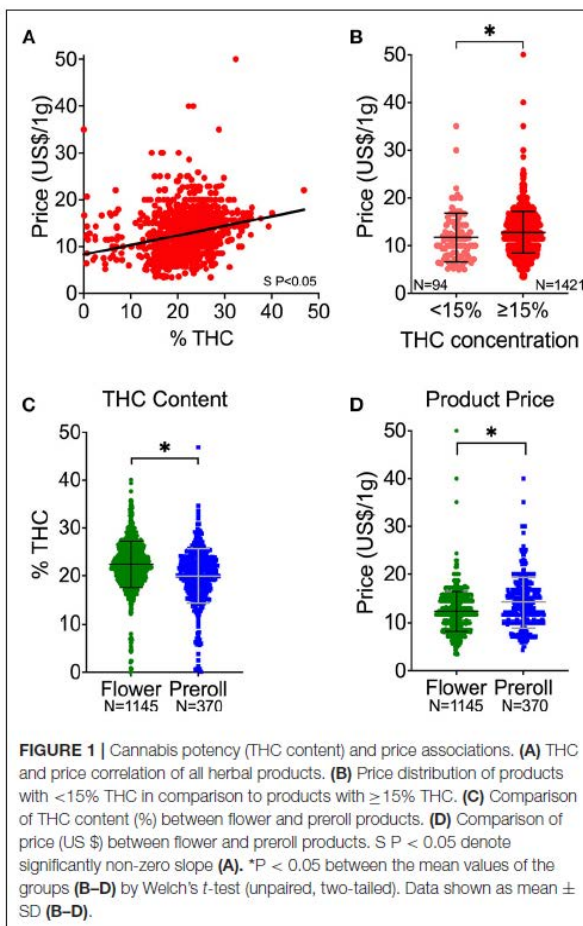 A
B
*
50
40
30
20
10
0
Price (US$/1g)
0 10 20 30 40 50
% THC
S P<0.05
50
40
30
20
10
0
Price (US$/1g)
N=94
N=1421
<15% ≥15%
THC concentration
C
THC Content
*
50
40
30
20
10
0
% THC
Flower Preroll
N=1145 N=370
D
Product Price
*
50
40
30
20
10
0
Price (US$/1g)
Flower Preroll
N=1145 N=370
FIGURE 1 | Cannabis potency (THC content) and price associations. (A) THC
and price correlation of all herbal products. (B) Price distribution of products
with <15% THC in comparison to products with ≥15% THC. (C) Comparison
of THC content (%) between flower and preroll products. (D) Comparison of
price (US $) between flower and preroll products. S P < 0.05 denote
significantly non-zero slope (A). *P < 0.05 between the mean values of the
groups (B–D) by Welch's t-test (unpaired, two-tailed). Data shown as mean ±
SD (B–D).